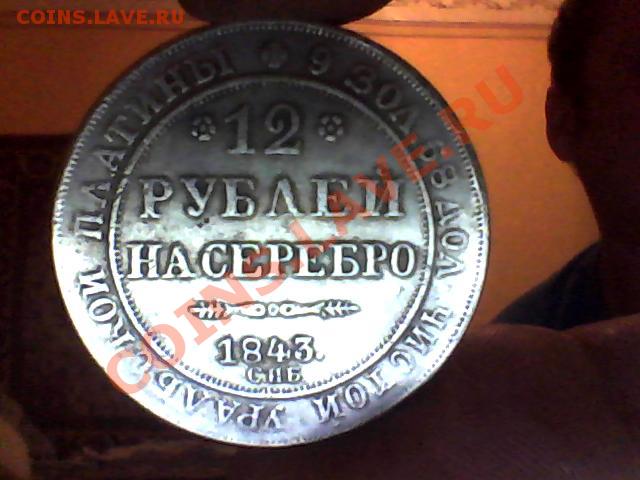 COINS.LAVE.RU
✿ 9 ЗОЛ. 68 ДОЛ. ЧИСТОЙ УРАЛЬСКОЙ ПЛАТИНЫ
12
РУБЛЕЙ
НА СЕРЕБРО
1843.
СПБ
COINS.LAVE.RU